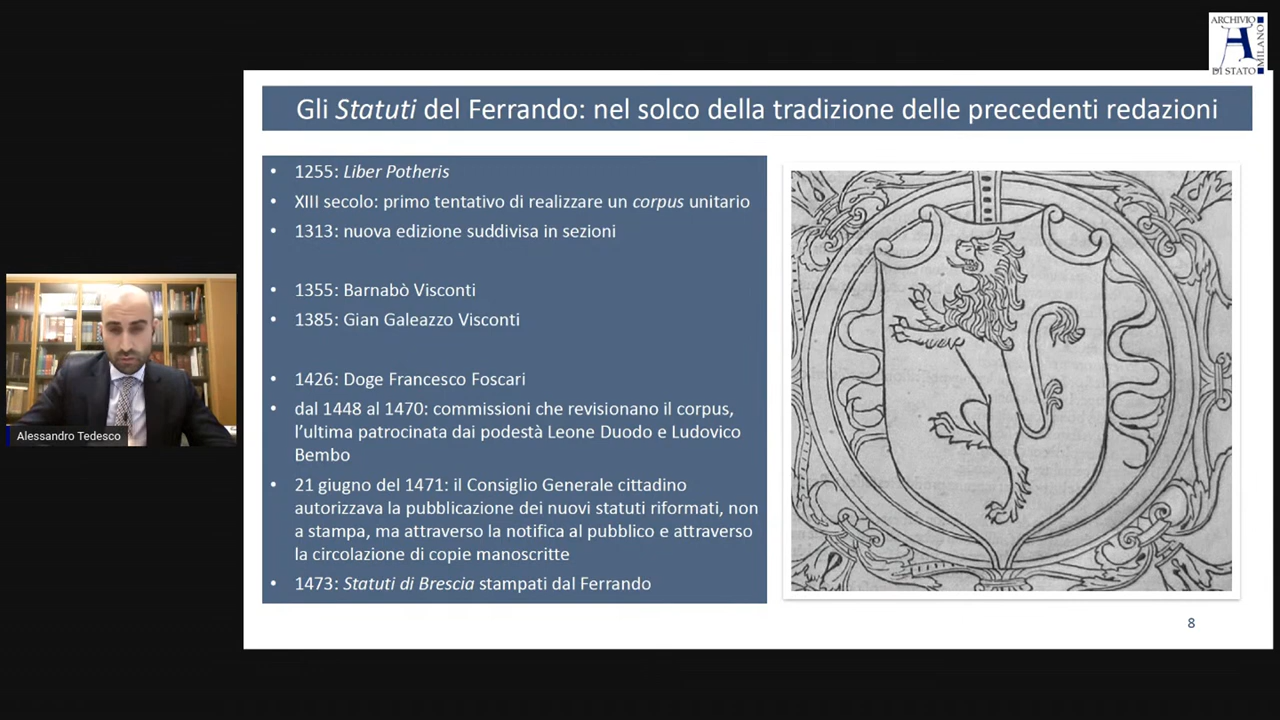 ARCHIVIO
DI STATO
MILANO
Gli Statuti del Ferrando: nel solco della tradizione delle precedenti redazioni
• 1255: Liber Potheris
• XIII secolo: primo tentativo di realizzare un corpus unitario
• 1313: nuova edizione suddivisa in sezioni
• 1355: Barnabò Visconti
• 1385: Gian Galeazzo Visconti
• 1426: Doge Francesco Foscari
• dal 1448 al 1470: commissioni che revisionano il corpus,
l’ultima patrocinata dai podestà Leone Duodo e Ludovico
Bembo
• 21 giugno del 1471: il Consiglio Generale cittadino
autorizzava la pubblicazione dei nuovi statuti riformati, non
a stampa, ma attraverso la notifica al pubblico e attraverso
la circolazione di copie manoscritte
• 1473: Statuti di Brescia stampati dal Ferrando
8
Alessandro Tedesco